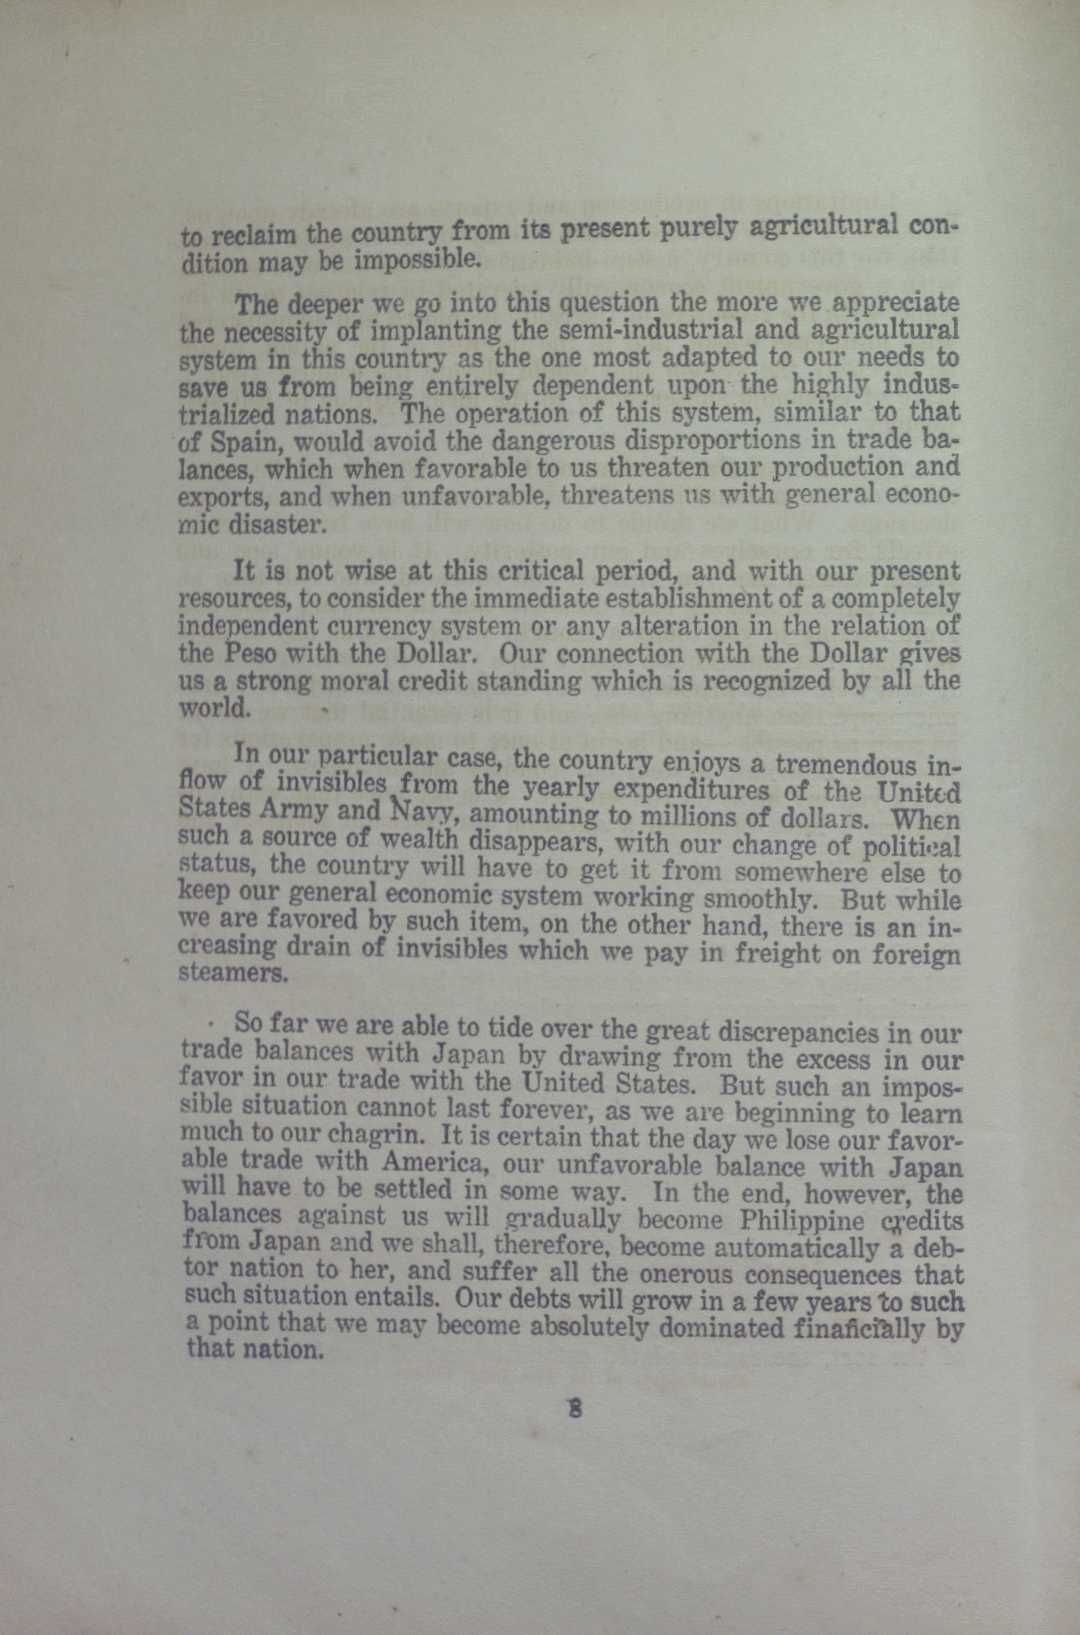 to reclaim the country from its present purely agricultural con-
dition may be impossible.
The deeper we go into this question the more we appreciate
the necessity of implanting the semi-industrial and agricultural
system in this country as the one most adapted to our needs to
save us from being entirely dependent upon the highly indus-
trialized nations. The operation of this system, similar to that
of Spain, would avoid the dangerous disproportions in trade ba-
lances, which when favorable to us threaten our production and
exports, and when unfavorable, threatens us with general econo-
mic disaster.
It is not wise at this critical period, and with our present
resources, to consider the immediate establishment of a completely
independent currency system or any alteration in the relation of
the Peso with the Dollar. Our connection with the Dollar gives
us a strong moral credit standing which is recognized by all the
world.
In our particular case, the country enjoys a tremendous in-
flow of invisibles from the yearly expenditures of the United
States Army and Navy, amounting to millions of dollars. When
such a source of wealth disappears, with our change of political
status, the country will have to get it from somewhere else to
keep our general economic system working smoothly. But while
we are favored by such item, on the other hand, there is an in-
creasing drain of invisibles which we pay in freight on foreign
steamers.
So far we are able to tide over the great discrepancies in our
trade balances with Japan by drawing from the excess in our
favor in our trade with the United States. But such an impos-
sible situation cannot last forever, as we are beginning to learn
much to our chagrin. It is certain that the day we lose our favor-
able trade with America, our unfavorable balance with Japan
will have to be settled in some way. In the end, however, the
balances against us will gradually become Philippine credits
from Japan and we shall, therefore, become automatically a deb-
tor nation to her, and suffer all the onerous consequences that
such situation entails. Our debts will grow in a few years to such
a point that we may become absolutely dominated financially by
that nation.
8